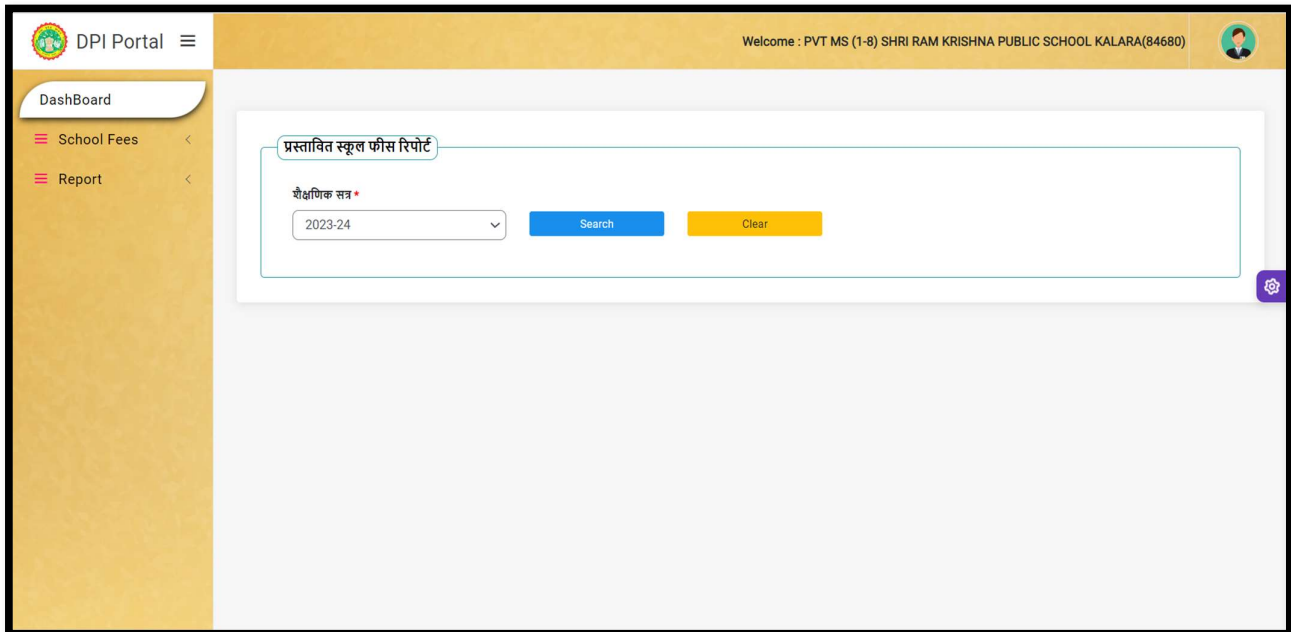 DPI Portal
Welcome : PVT MS (1-8) SHRI RAM KRISHNA PUBLIC SCHOOL KALARA(84680)
DashBoard
School Fees
Report
प्रस्तावित स्कूल फीस रिपोर्ट
शैक्षणिक सत्र *
2023-24
Search
Clear